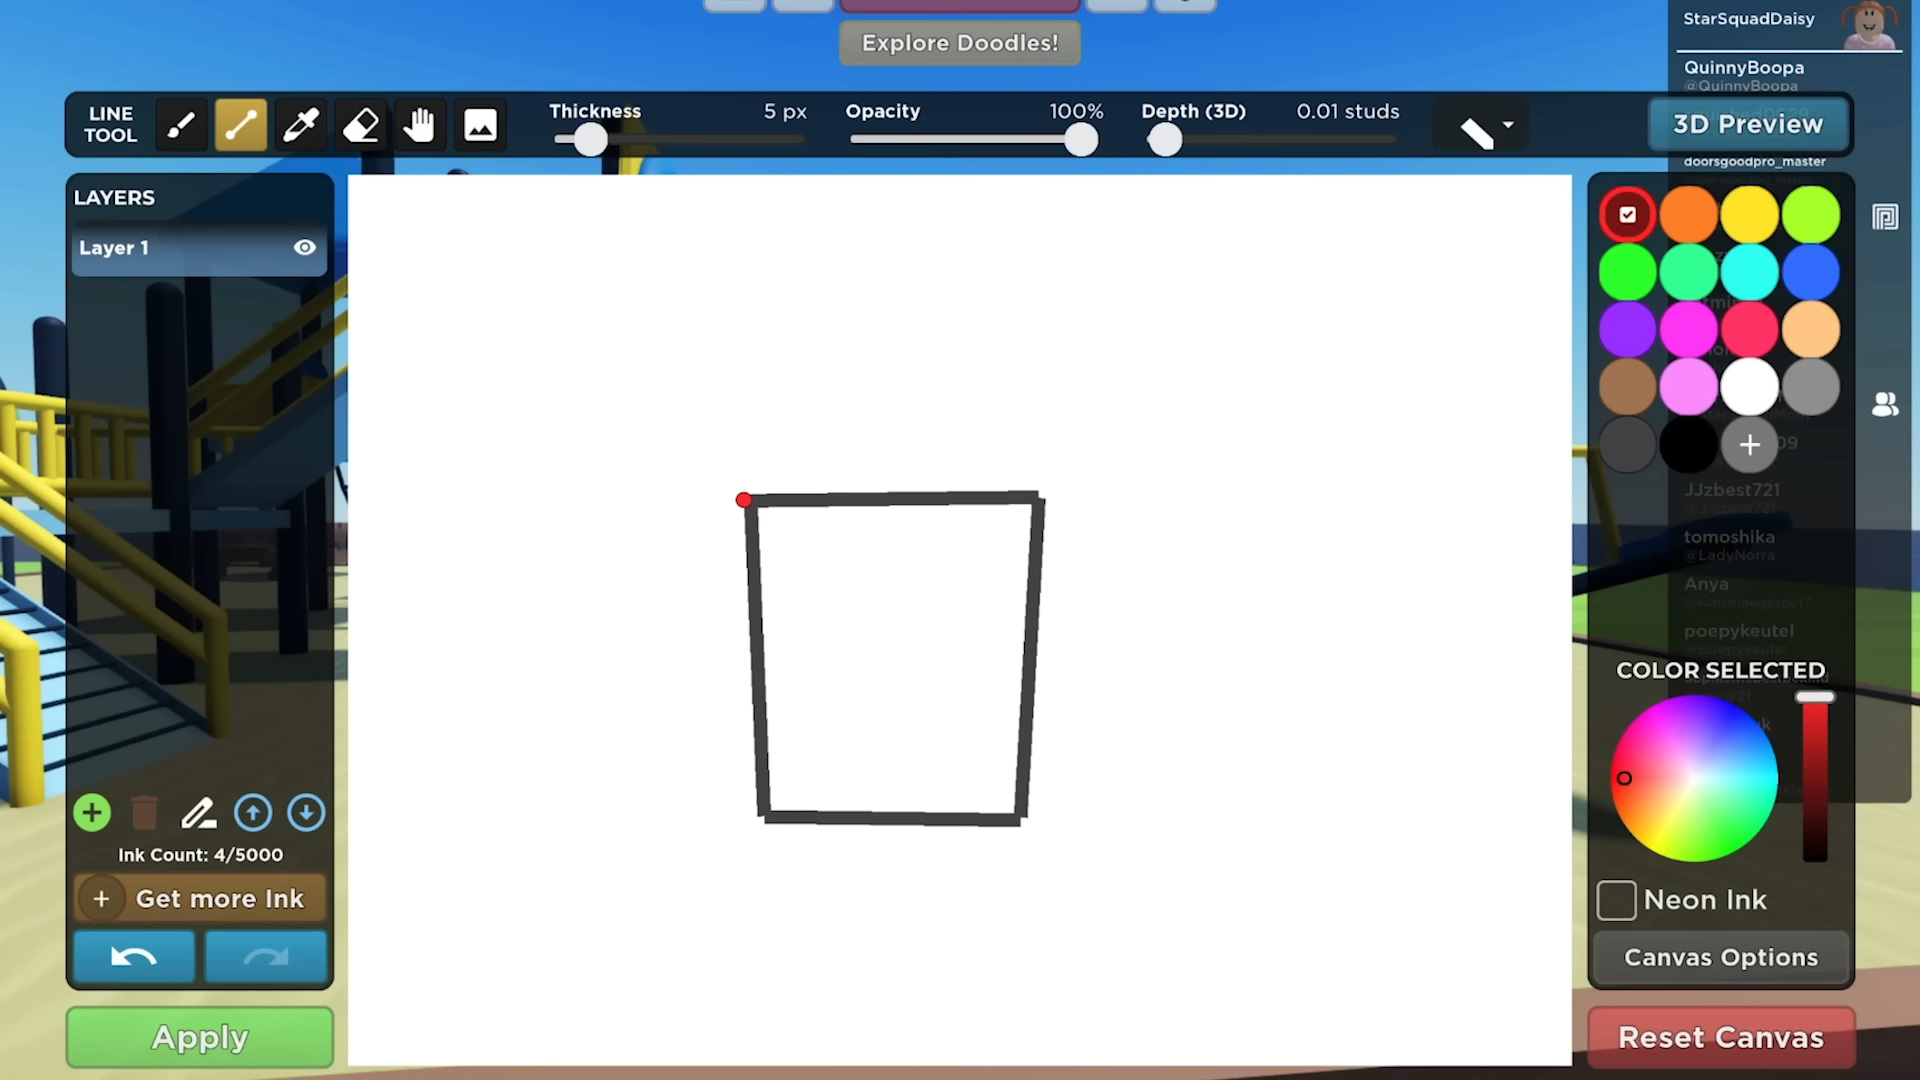 StarSquadDaisy
Explore Doodles!
QuinnyBoopa
@QuinnyBoopa
LINE
TOOL
Thickness
5 px
Opacity
100%
Depth (3D)
0.01 studs
3D Preview
doorsgoodpro_master
LAYERS
Layer 1
JJzbest721
@JJzbest721
tomoshika
@LadyNorra
Anya
poepykeutel
@poepykeutel
COLOR SELECTED
Ink Count: 4/5000
Get more Ink
Neon Ink
Canvas Options
Apply
Reset Canvas